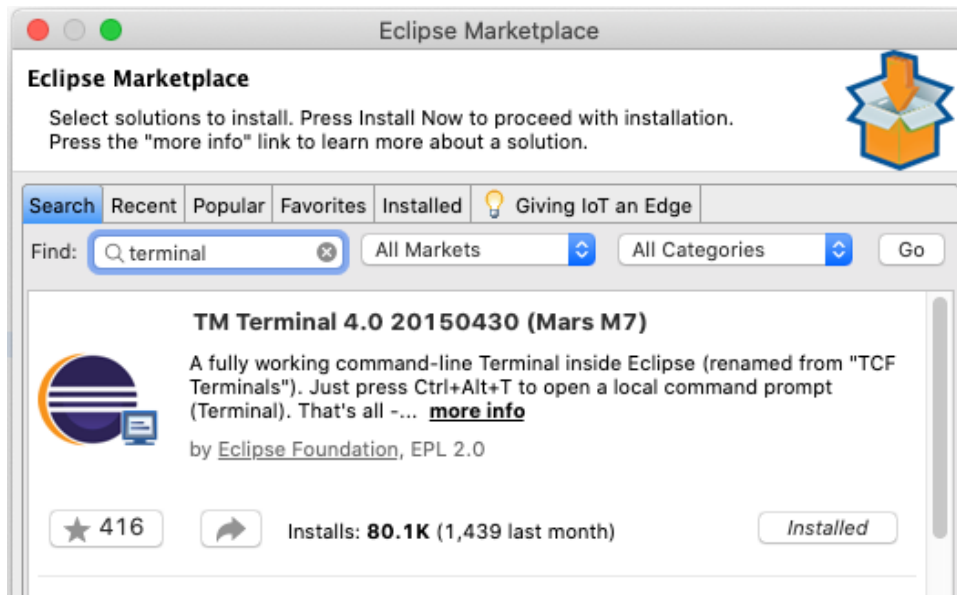 Eclipse Marketplace
Eclipse Marketplace
Select solutions to install. Press Install Now to proceed with installation.
Press the "more info" link to learn more about a solution.
Search Recent Popular Favorites Installed Giving IoT an Edge
Find: terminal All Markets All Categories Go
TM Terminal 4.0 20150430 (Mars M7)
A fully working command-line Terminal inside Eclipse (renamed from "TCF
Terminals"). Just press Ctrl+Alt+T to open a local command prompt
(Terminal). That's all -... more info
by Eclipse Foundation, EPL 2.0
416 Installs: 80.1K (1,439 last month) Installed